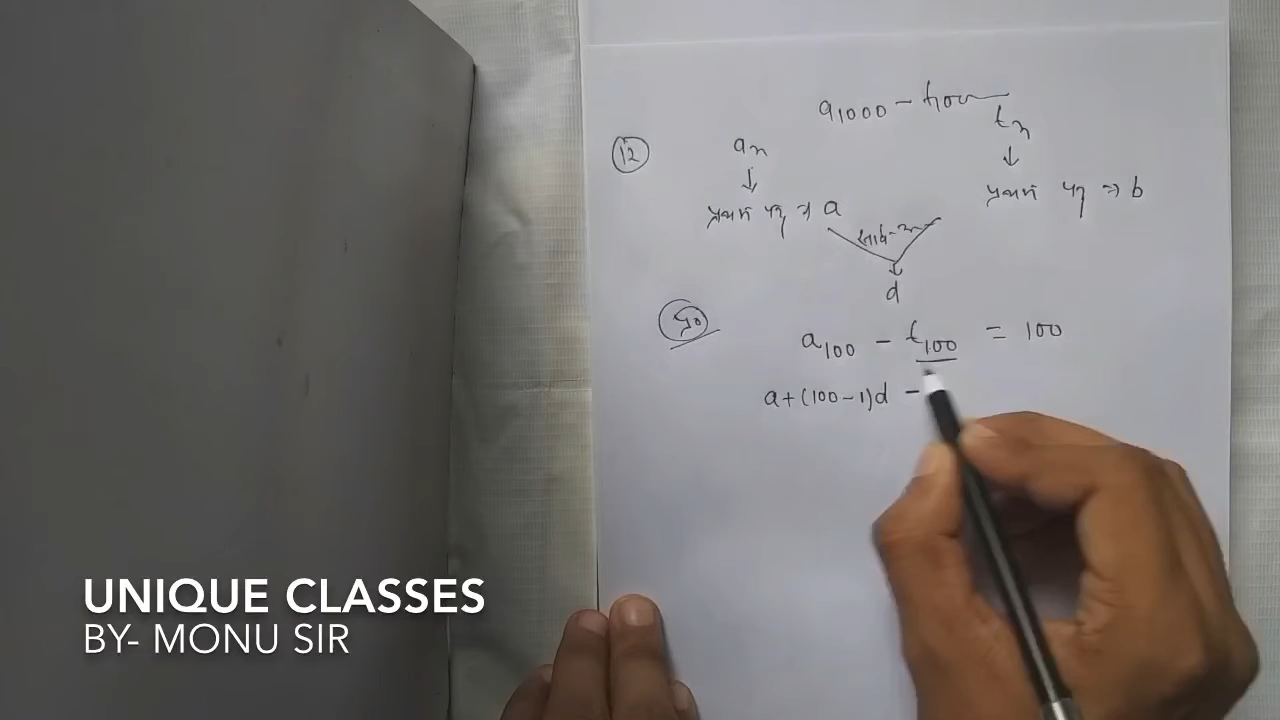 a1000 - t1000
12
an
tn
↓
↓
प्रथम पद ⇒ a
प्रथम पद ⇒ b
↓
d
प्र०
a100 - t100 = 100
a+(100-1)d -
UNIQUE CLASSES
BY- MONU SIR